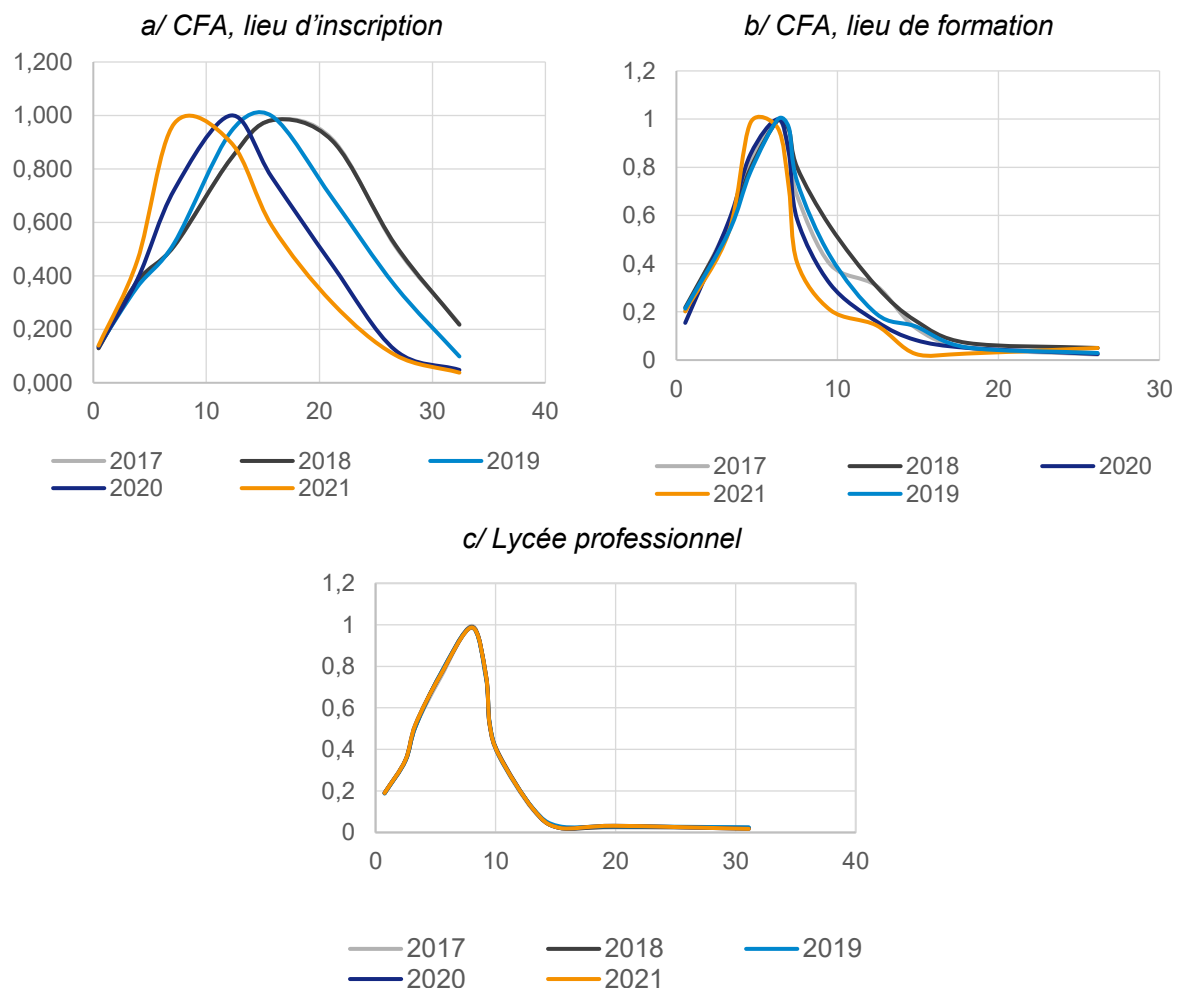 a/ CFA, lieu d'inscription
1,200
1,000
0,800
0,600
0,400
0,200
0,000
0 10 20 30 40
2017 2018 2019
2020 2021
b/ CFA, lieu de formation
1,2
1
0,8
0,6
0,4
0,2
0
0 10 20 30
2017 2018 2020
2021 2019
c/ Lycée professionnel
1,2
1
0,8
0,6
0,4
0,2
0
0 10 20 30 40
2017 2018 2019
2020 2021